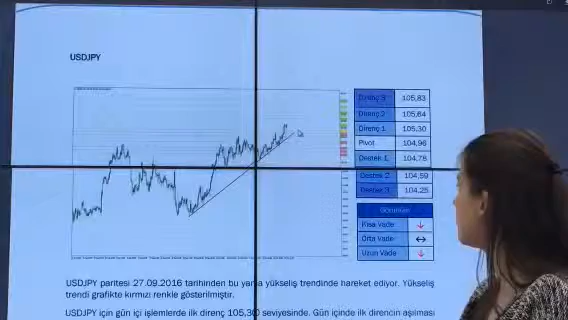 USDJPY
Direnç 3 105,83
Direnç 2 105,64
Direnç 1 105,30
Pivot 104,96
Destek 1 104,78
Destek 2 104,59
Destek 3 104,25
Görünüm
Kısa Vade
Orta Vade
Uzun Vade
USDJPY paritesi 27.09.2016 tarihinden bu yana yükseliş trendinde hareket ediyor. Yükseliş
trendi grafikte kırmızı renkle gösterilmiştir.
USDJPY için gün içi işlemlerde ilk direnç 105,30 seviyesinde. Gün içinde ilk direncin aşılması